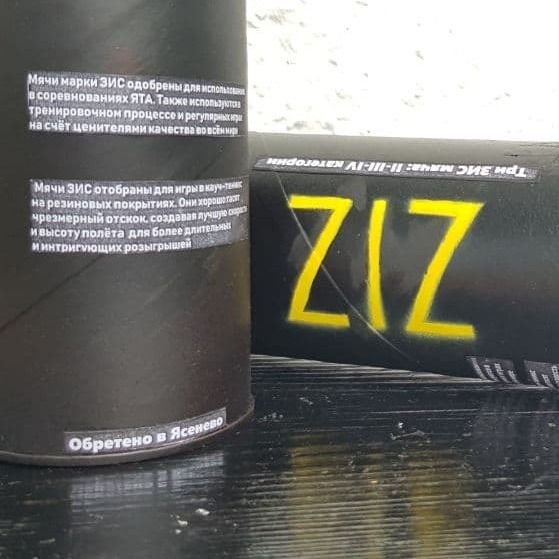 Мячи марки ЗИС одобрены для использования
в соревнованиях ЯТА. Также используются в
тренировочном процессе и регулярных играх
на счёт ценителями качества во всём мире
Мячи ЗИС отобраны для игры в науч-теннис
на резиновых покрытиях. Они хорошо гасят
чрезмерный отскок, создавая лучшую скорость
и высоту полёта для более длительных
и интригующих розыгрышей
Обретено в Ясенево
Три ЗИС мяча: II-III-IV категории
ZIZ